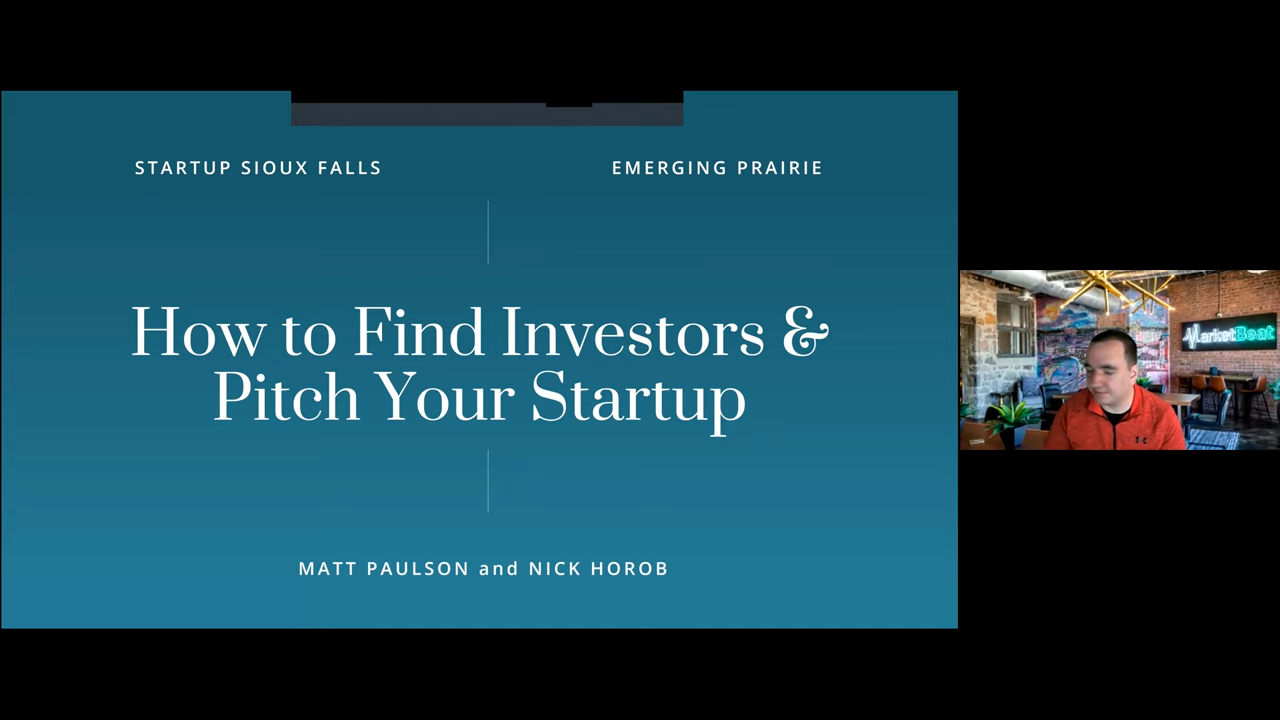 STARTUP SIOUX FALLS
EMERGING PRAIRIE
How to Find Investors &
Pitch Your Startup
MATT PAULSON and NICK HOROB
MarketBeat